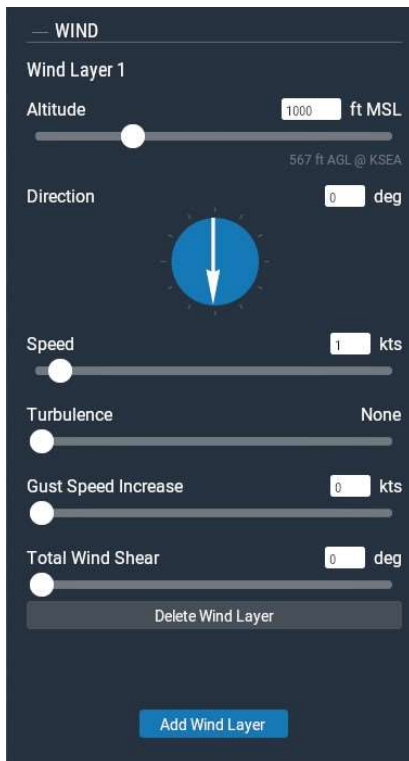 WIND
Wind Layer 1
Altitude 1000 ft MSL
567 ft AGL @ KSEA
Direction 0 deg
Speed 1 kts
Turbulence None
Gust Speed Increase 0 kts
Total Wind Shear 0 deg
Delete Wind Layer
Add Wind Layer